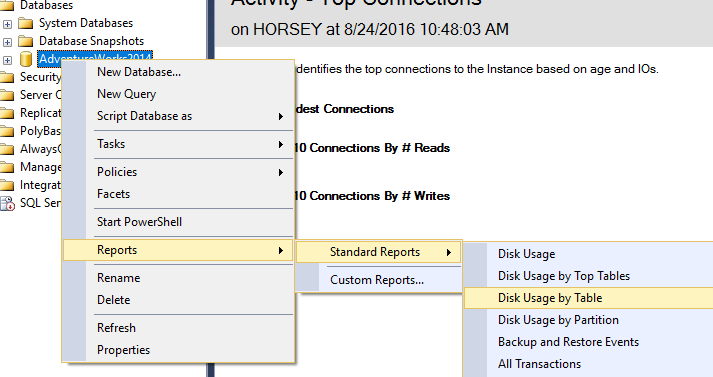 Databases
System Databases
Database Snapshots
AdventureWorks2014
Security
Server O
Replicat
PolyBase
AlwaysO
Manage
Integrat
SQL Ser
New Database...
New Query
Script Database as
Tasks
Policies
Facets
Start PowerShell
Reports
Rename
Delete
Refresh
Properties
Standard Reports
Custom Reports...
Disk Usage
Disk Usage by Top Tables
Disk Usage by Table
Disk Usage by Partition
Backup and Restore Events
All Transactions
Activity - Top Connections
on HORSEY at 8/24/2016 10:48:03 AM
dentifies the top connections to the Instance based on age and IOs.
dest Connections
10 Connections By # Reads
10 Connections By # Writes